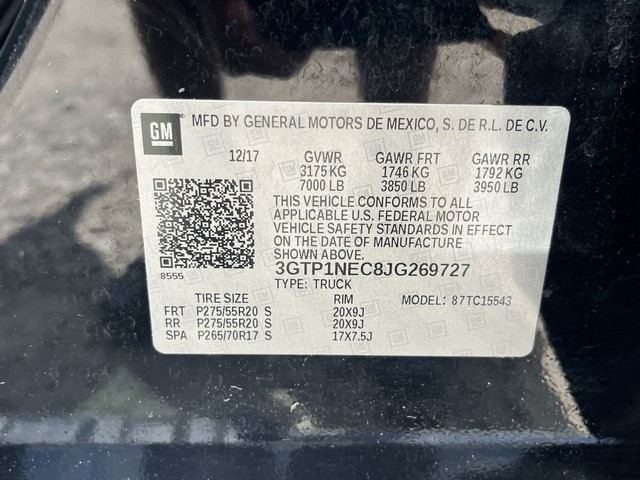 GM MFD BY GENERAL MOTORS DE MEXICO, S. DE R.L. DE C.V.
12/17 GVWR GAWR FRT GAWR RR
3175 KG 1746 KG 1792 KG
7000 LB 3850 LB 3950 LB
THIS VEHICLE CONFORMS TO ALL
APPLICABLE U.S. FEDERAL MOTOR
VEHICLE SAFETY STANDARDS IN EFFECT
ON THE DATE OF MANUFACTURE
SHOWN ABOVE.
8555 3GTP1NEC8JG269727
TYPE: TRUCK
TIRE SIZE RIM MODEL: 87TC15543
FRT P275/55R20 S 20X9J
RR P275/55R20 S 20X9J
SPA P265/70R17 S 17X7.5J